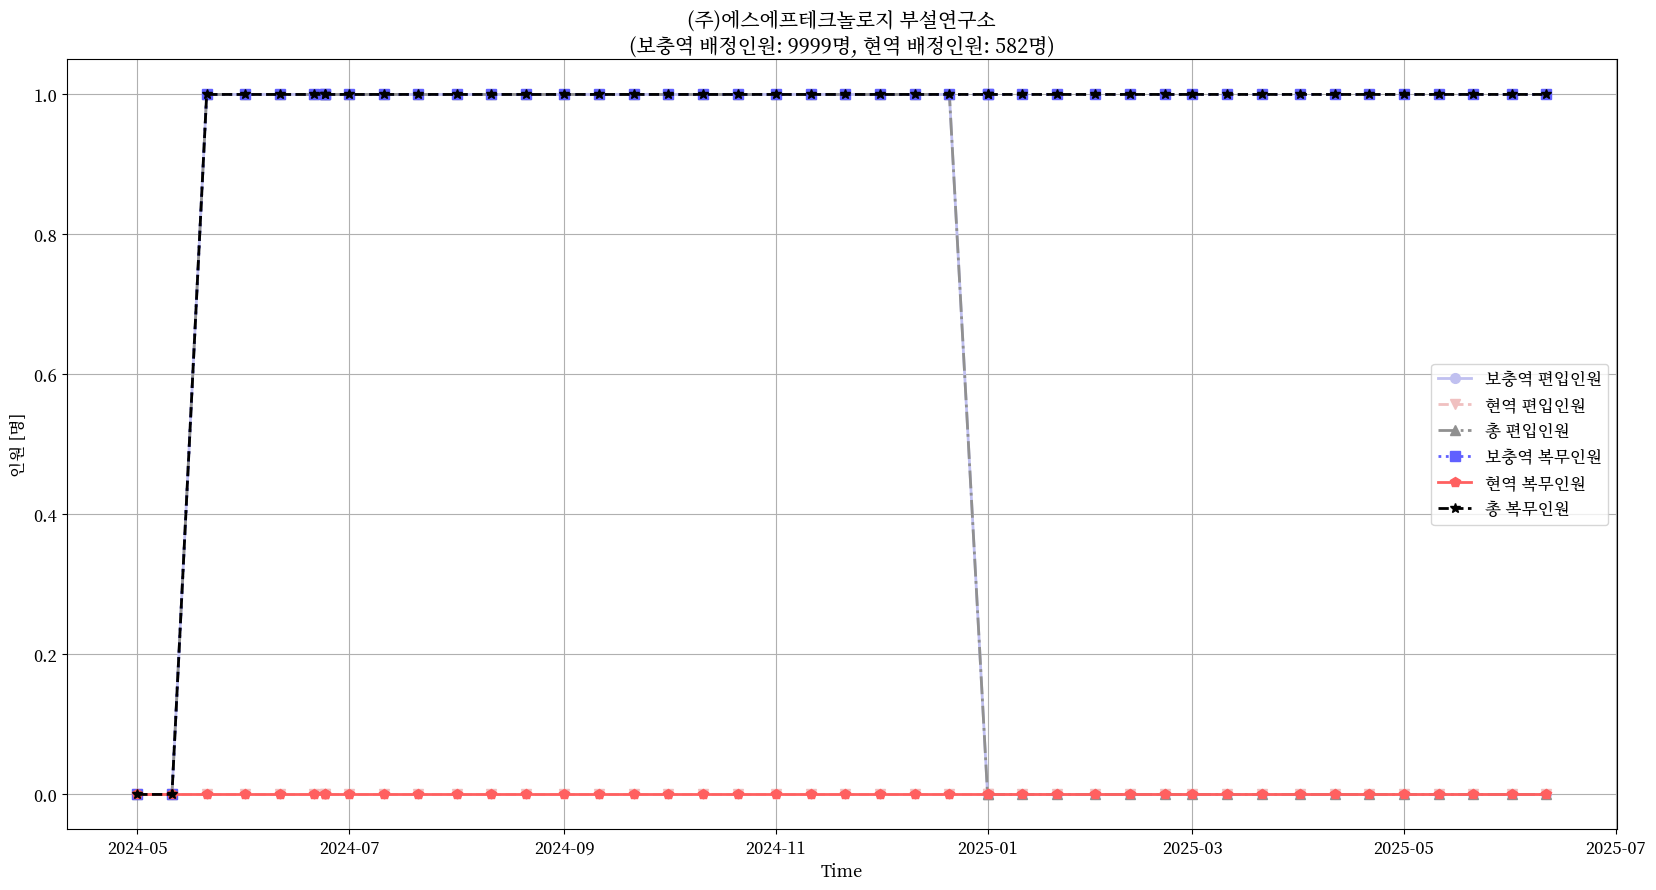 (주)에스에프테크놀로지 부설연구소
(보충역 배정인원: 9999명, 현역 배정인원: 582명)
인원 [명]
1.0
0.8
0.6
0.4
0.2
0.0
보충역 편입인원
현역 편입인원
총 편입인원
보충역 복무인원
현역 복무인원
총 복무인원
2024-05 2024-07 2024-09 2024-11 2025-01 2025-03 2025-05 2025-07
Time